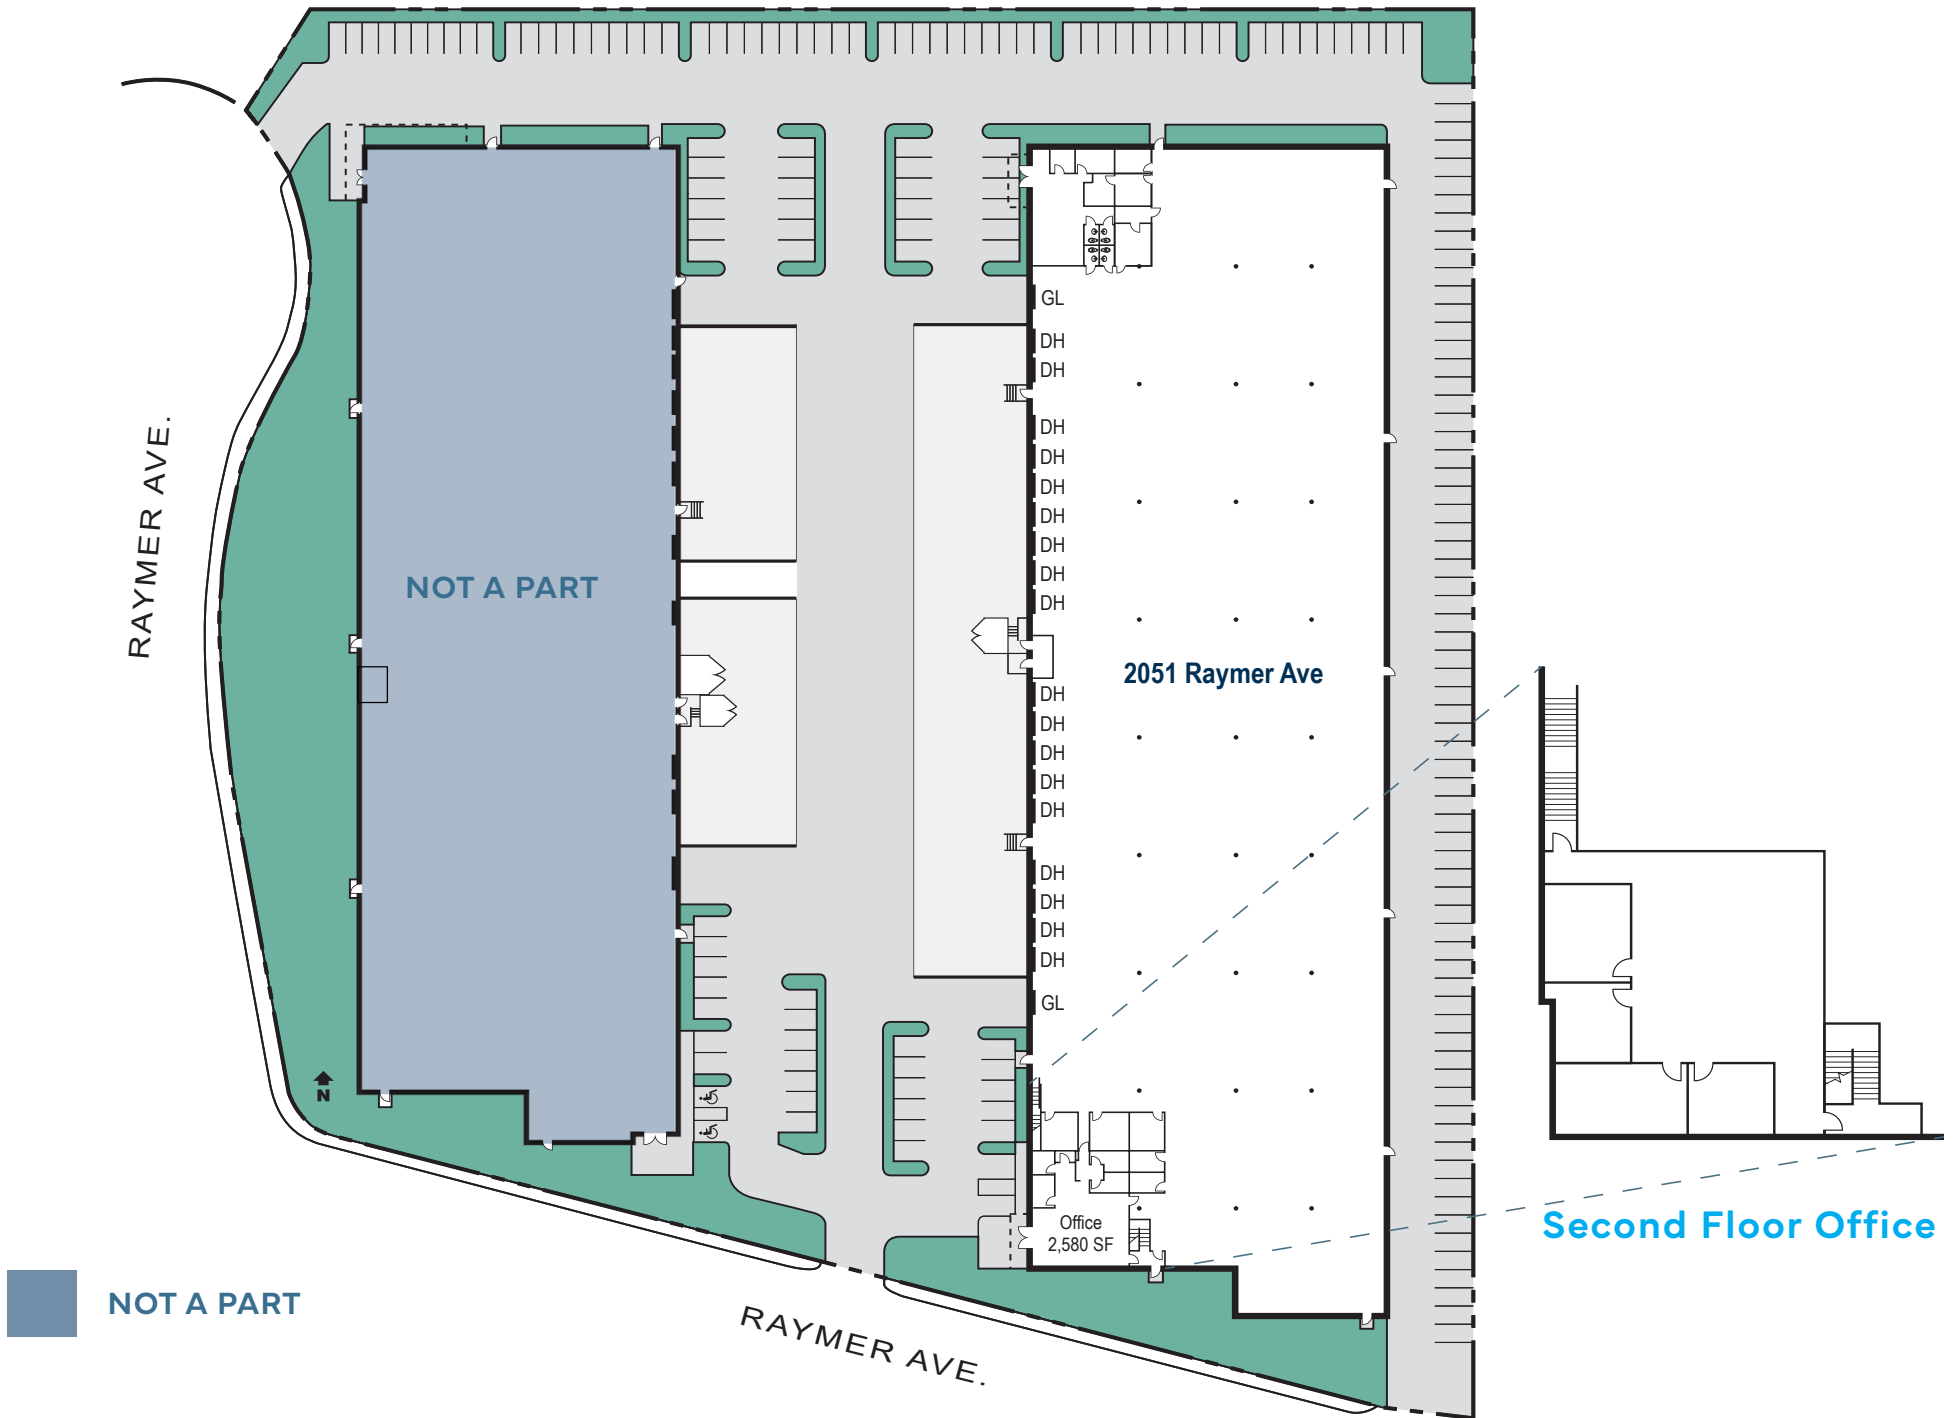 GL
DH
DH
DH
DH
DH
DH
DH
DH
DH
RAYMER AVE.
NOT A PART
2051 Raymer Ave
DH
DH
DH
DH
DH
DH
DH
DH
DH
GL
N
Office
2,580 SF
Second Floor Office
NOT A PART
RAYMER AVE.